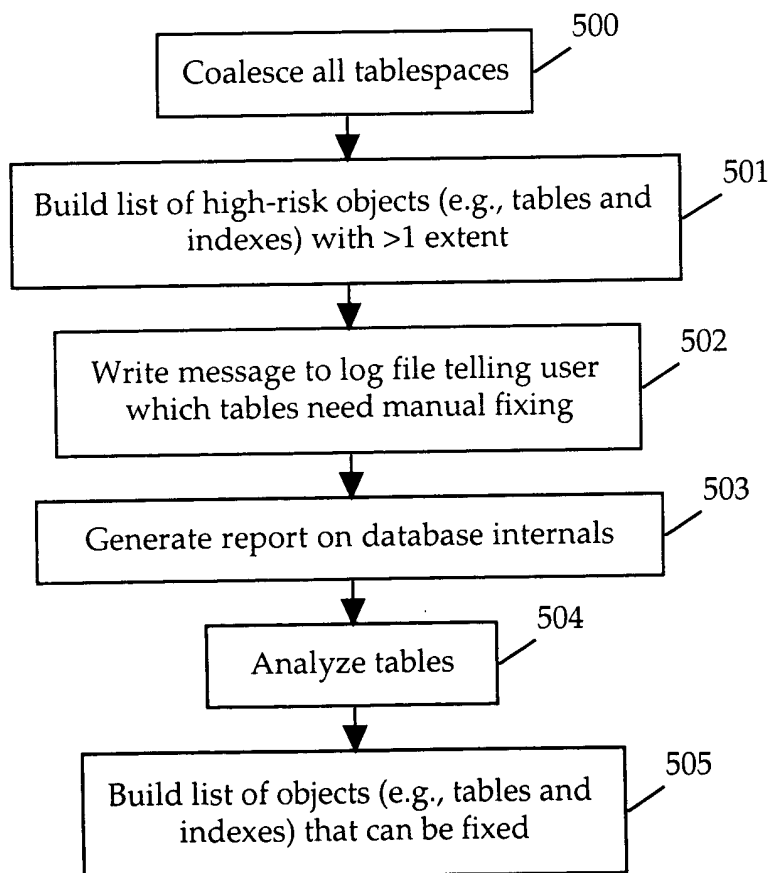 500
Coalesce all tablespaces
501
Build list of high-risk objects (e.g., tables and
indexes) with >1 extent
502
Write message to log file telling user
which tables need manual fixing
503
Generate report on database internals
504
Analyze tables
505
Build list of objects (e.g., tables and
indexes) that can be fixed